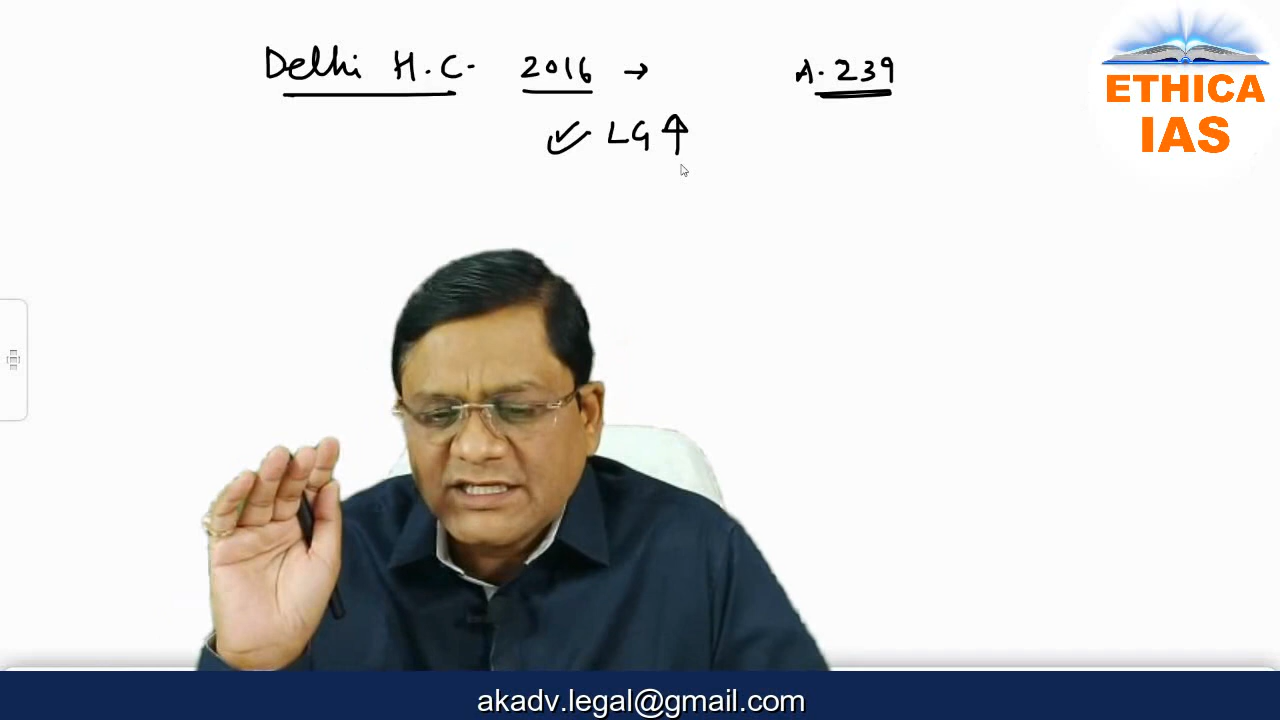 Delhi H.C. 2016 → A. 239
✓ LG ↑
ETHICA
IAS
akadv.legal@gmail.com